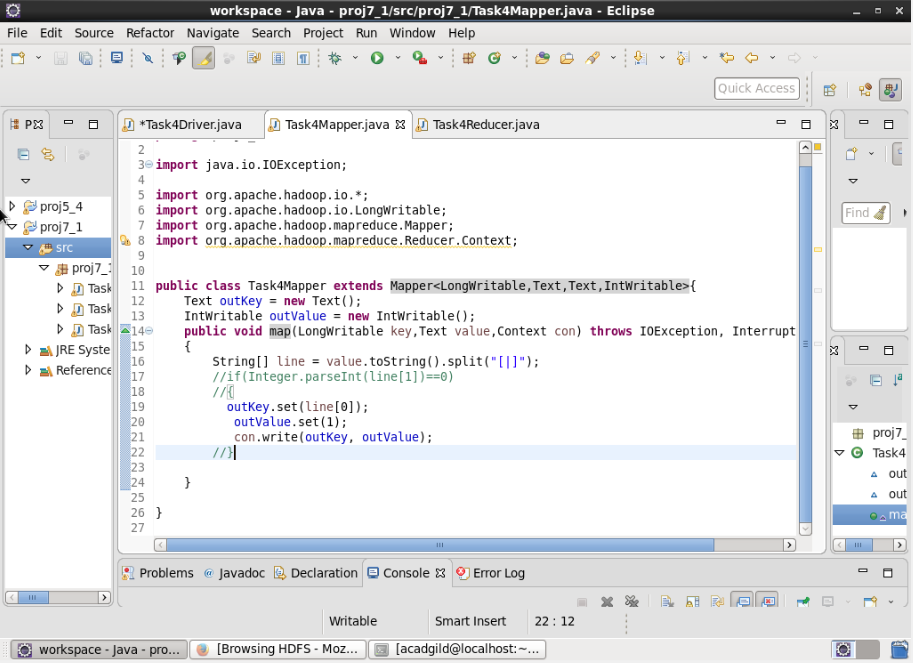 workspace - Java - proj7_1/src/proj7_1/Task4Mapper.java - Eclipse
File Edit Source Refactor Navigate Search Project Run Window Help
Quick Access
*Task4Driver.java Task4Mapper.java Task4Reducer.java
proj5_4
proj7_1
src
proj7_1
Task
Task
Task
JRE Syste
Reference
2
3 import java.io.IOException;
4
5 import org.apache.hadoop.io.*;
6 import org.apache.hadoop.io.LongWritable;
7 import org.apache.hadoop.mapreduce.Mapper;
8 import org.apache.hadoop.mapreduce.Reducer.Context;
9
10
11 public class Task4Mapper extends Mapper<LongWritable,Text,Text,IntWritable>{
12 Text outKey = new Text();
13 IntWritable outValue = new IntWritable();
14 public void map(LongWritable key,Text value,Context con) throws IOException, Interrupt
15 {
16 String[] line = value.toString().split("[|]");
17 //if(Integer.parseInt(line[1])==0)
18 //{
19 outKey.set(line[0]);
20 outValue.set(1);
21 con.write(outKey, outValue);
22 //}
23
24 }
25
26 }
27
Find
proj7_
Task4
out
out
ma
Problems Javadoc Declaration Console Error Log
Writable Smart Insert 22 : 12
workspace - Java - pro... [Browsing HDFS - Moz... [acadgild@localhost:~...